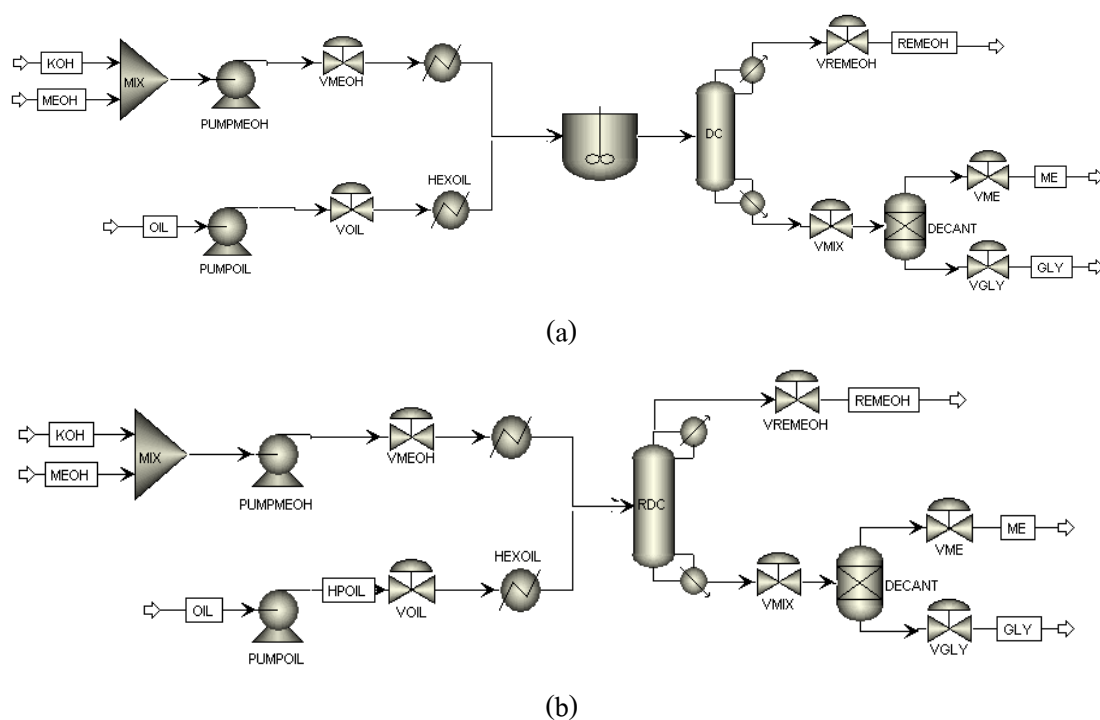 KOH
MEOH
MIX
PUMPMEOH
VMEOH
OIL
PUMPOIL
VOIL
HEXOIL
DC
VREMEOH
REMEOH
VMIX
DECANT
VME
ME
VGLY
GLY
(a)
KOH
MEOH
MIX
PUMPMEOH
VMEOH
OIL
PUMPOIL
HPOIL
VOIL
HEXOIL
RDC
VREMEOH
REMEOH
VMIX
DECANT
VME
ME
VGLY
GLY
(b)